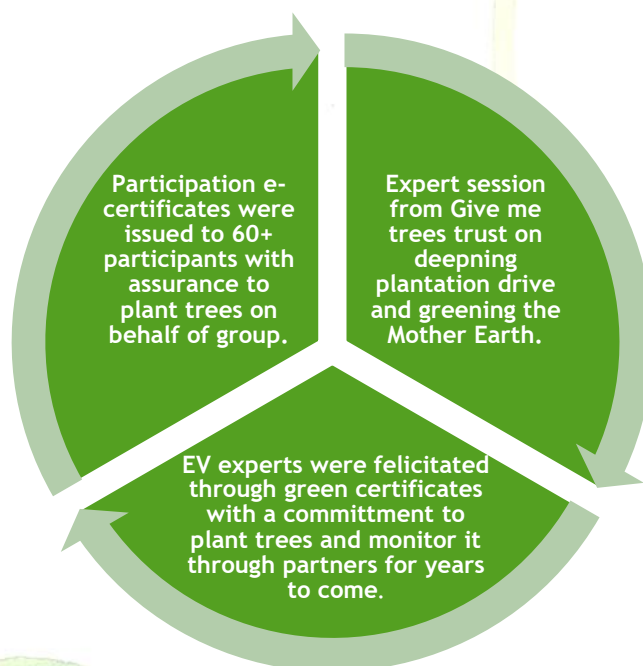 Participation e-
certificates were
issued to 60+
participants with
assurance to
plant trees on
behalf of group.
Expert session
from Give me
trees trust on
deepning
plantation drive
and greening the
Mother Earth.
EV experts were felicitated
through green certificates
with a committment to
plant trees and monitor it
through partners for years
to come.